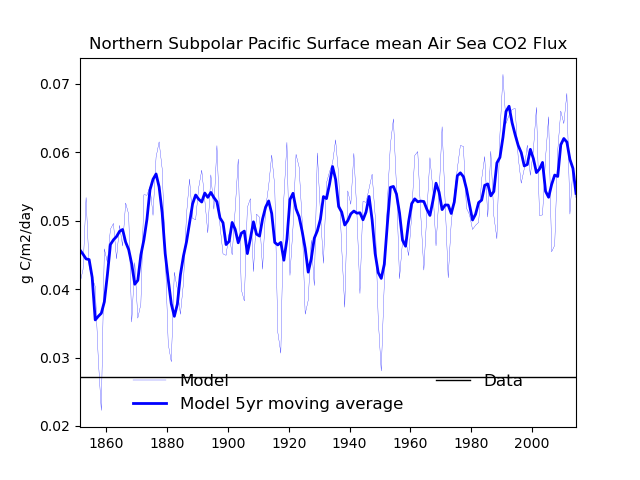 Northern Subpolar Pacific Surface mean Air Sea CO2 Flux
0.07
0.06
0.05
0.04
0.03
0.02
g C/m2/day
Model
Data
Model 5yr moving average
1860 1880 1900 1920 1940 1960 1980 2000